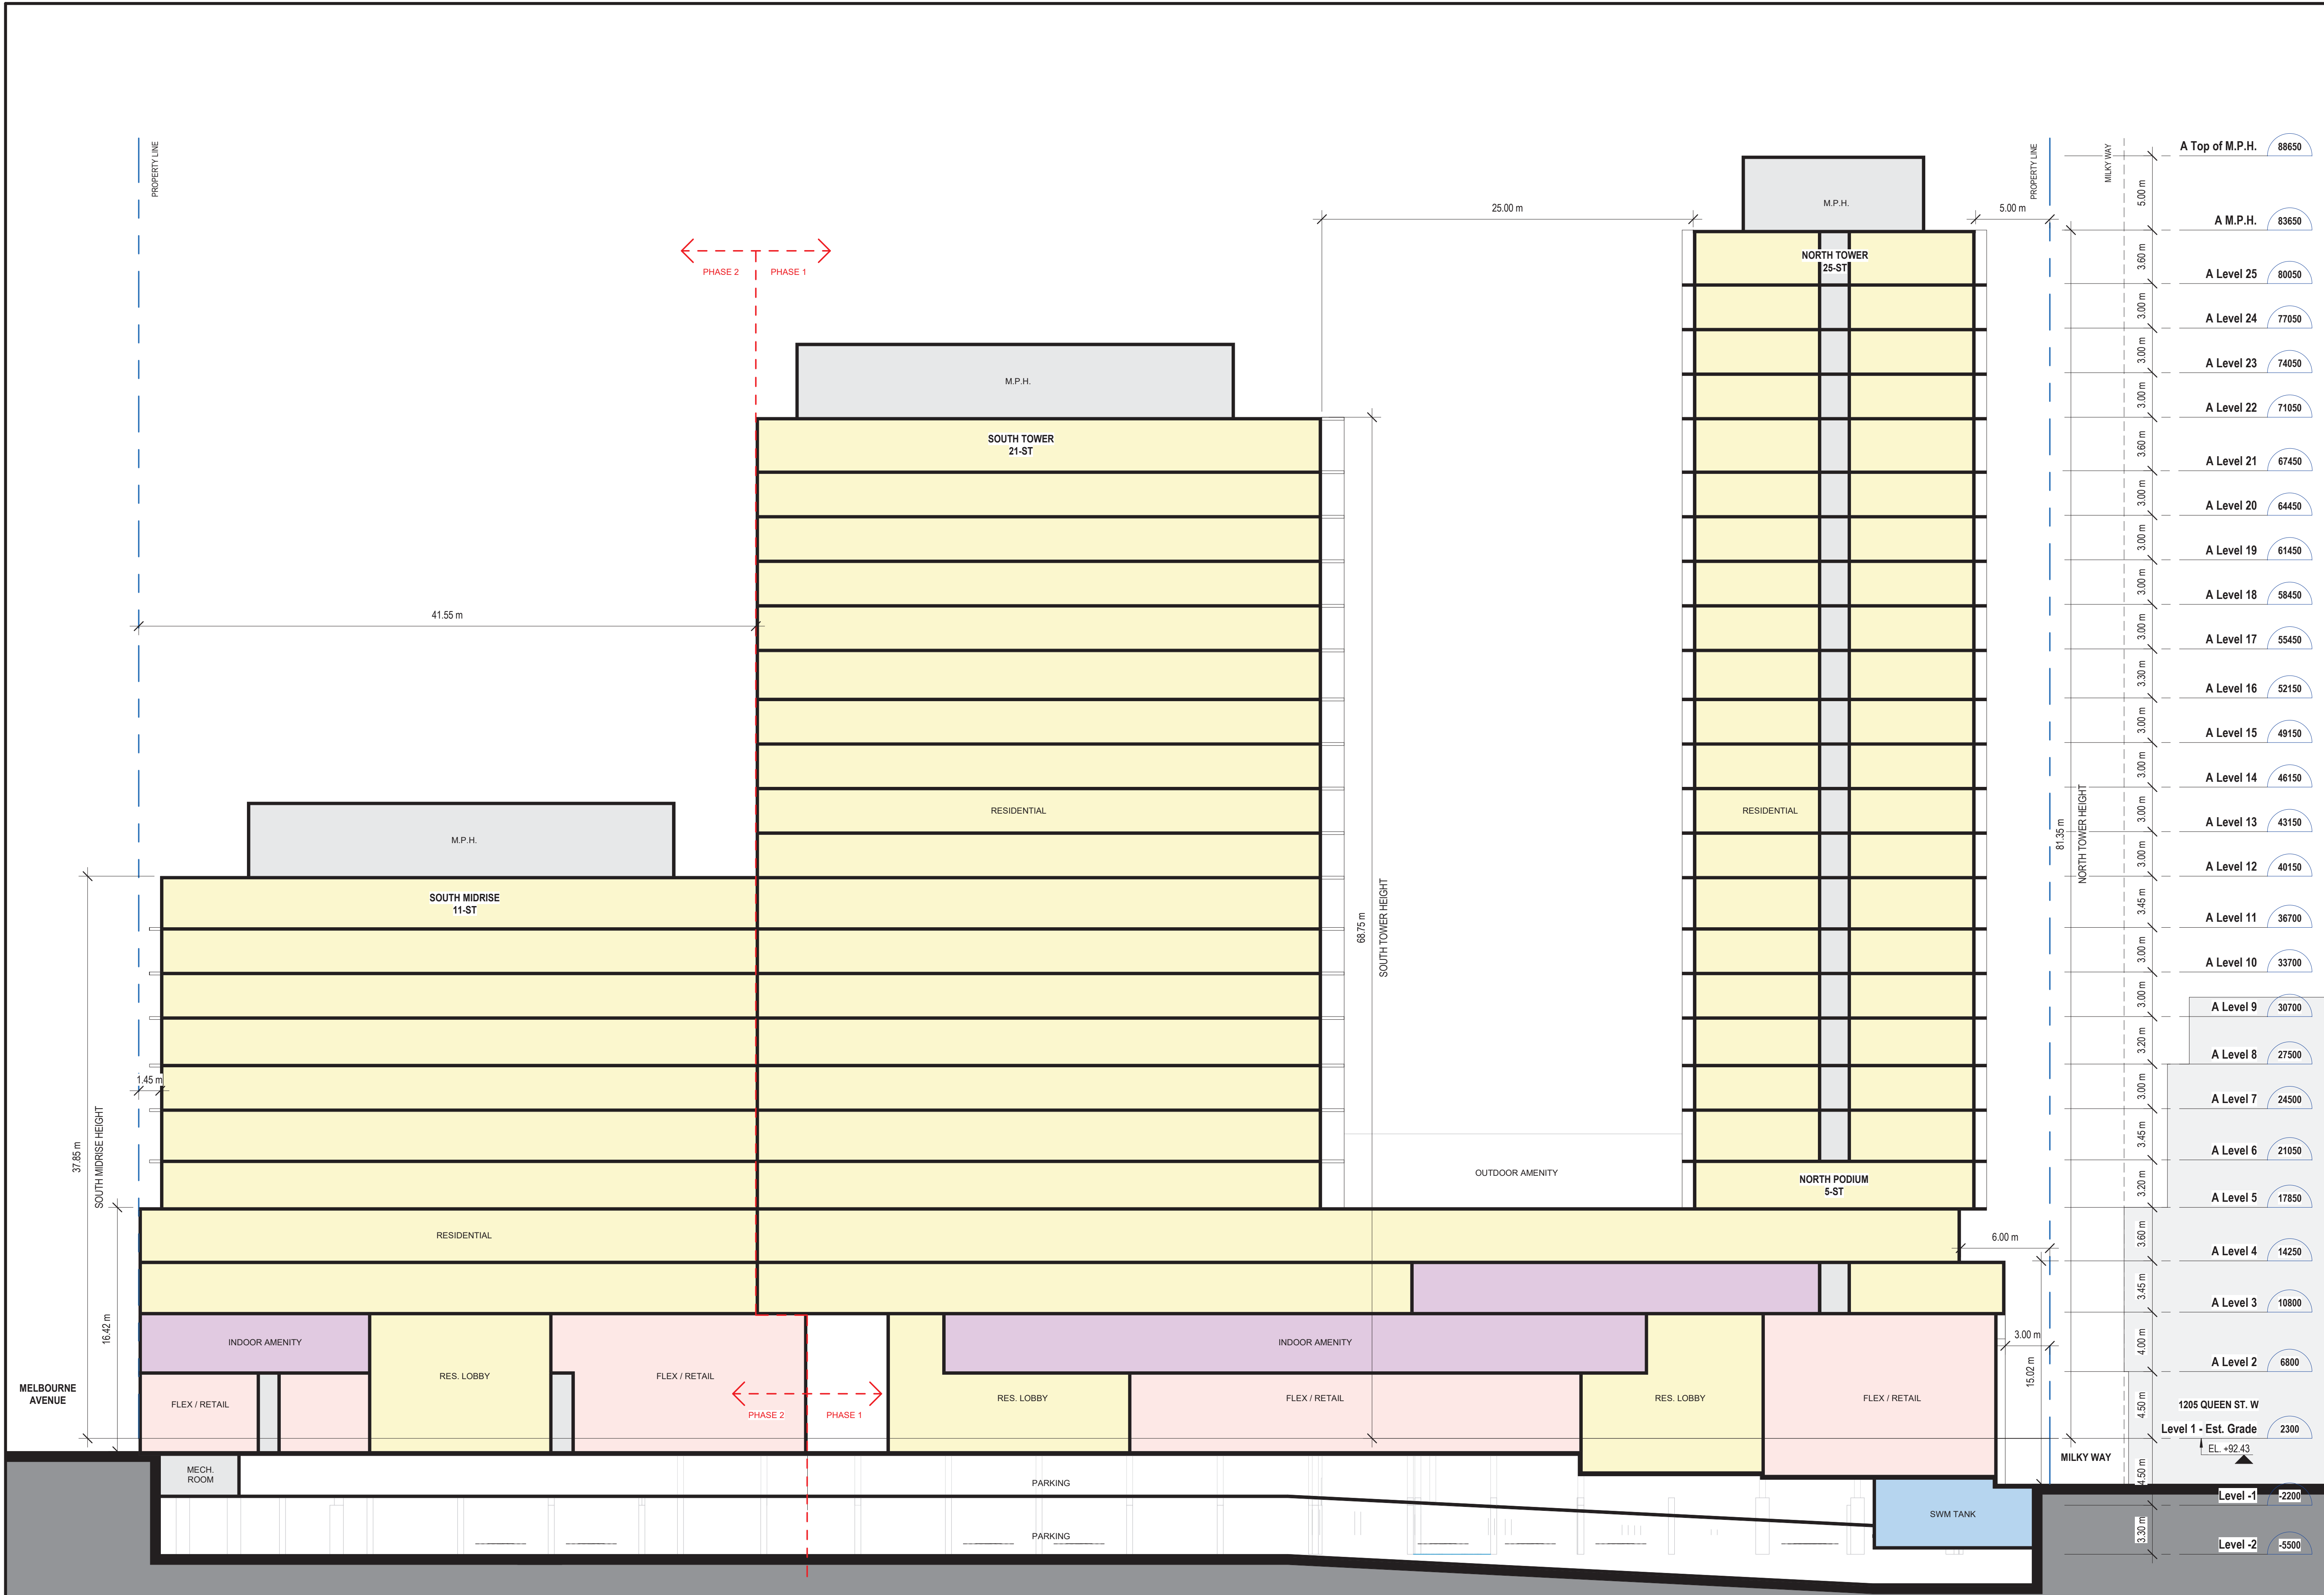 PROPERTY LINE
PROPERTY LINE
MILKY WAY
A Top of M.P.H. 88650
5.00 m
M.P.H.
25.00 m
5.00 m
A M.P.H. 83650
3.60 m
NORTH TOWER
25-ST
PHASE 2
PHASE 1
A Level 25 80050
3.00 m
A Level 24 77050
3.00 m
A Level 23 74050
3.00 m
M.P.H.
A Level 22 71050
3.60 m
SOUTH TOWER
21-ST
A Level 21 67450
3.00 m
A Level 20 64450
3.00 m
A Level 19 61450
3.00 m
A Level 18 58450
3.00 m
41.55 m
A Level 17 55450
3.30 m
A Level 16 52150
3.00 m
A Level 15 49150
3.00 m
A Level 14 46150
3.00 m
RESIDENTIAL
RESIDENTIAL
81.35 m
NORTH TOWER HEIGHT
A Level 13 43150
3.00 m
M.P.H.
A Level 12 40150
3.45 m
SOUTH MIDRISE
11-ST
68.75 m
SOUTH TOWER HEIGHT
A Level 11 36700
3.00 m
A Level 10 33700
3.00 m
A Level 9 30700
3.20 m
A Level 8 27500
3.00 m
1.45 m
A Level 7 24500
3.45 m
37.85 m
SOUTH MIDRISE HEIGHT
A Level 6 21050
3.20 m
OUTDOOR AMENITY
NORTH PODIUM
5-ST
A Level 5 17850
3.60 m
RESIDENTIAL
6.00 m
A Level 4 14250
3.45 m
A Level 3 10800
4.00 m
16.42 m
INDOOR AMENITY
INDOOR AMENITY
3.00 m
15.02 m
A Level 2 6800
4.50 m
RES. LOBBY
FLEX / RETAIL
MELBOURNE
AVENUE
FLEX / RETAIL
RES. LOBBY
FLEX / RETAIL
RES. LOBBY
FLEX / RETAIL
PHASE 2
PHASE 1
1205 QUEEN ST. W
Level 1 - Est. Grade 2300
EL. +92.43
MILKY WAY
4.50 m
MECH.
ROOM
PARKING
Level -1 -2200
SWM TANK
3.30 m
PARKING
Level -2 -5500